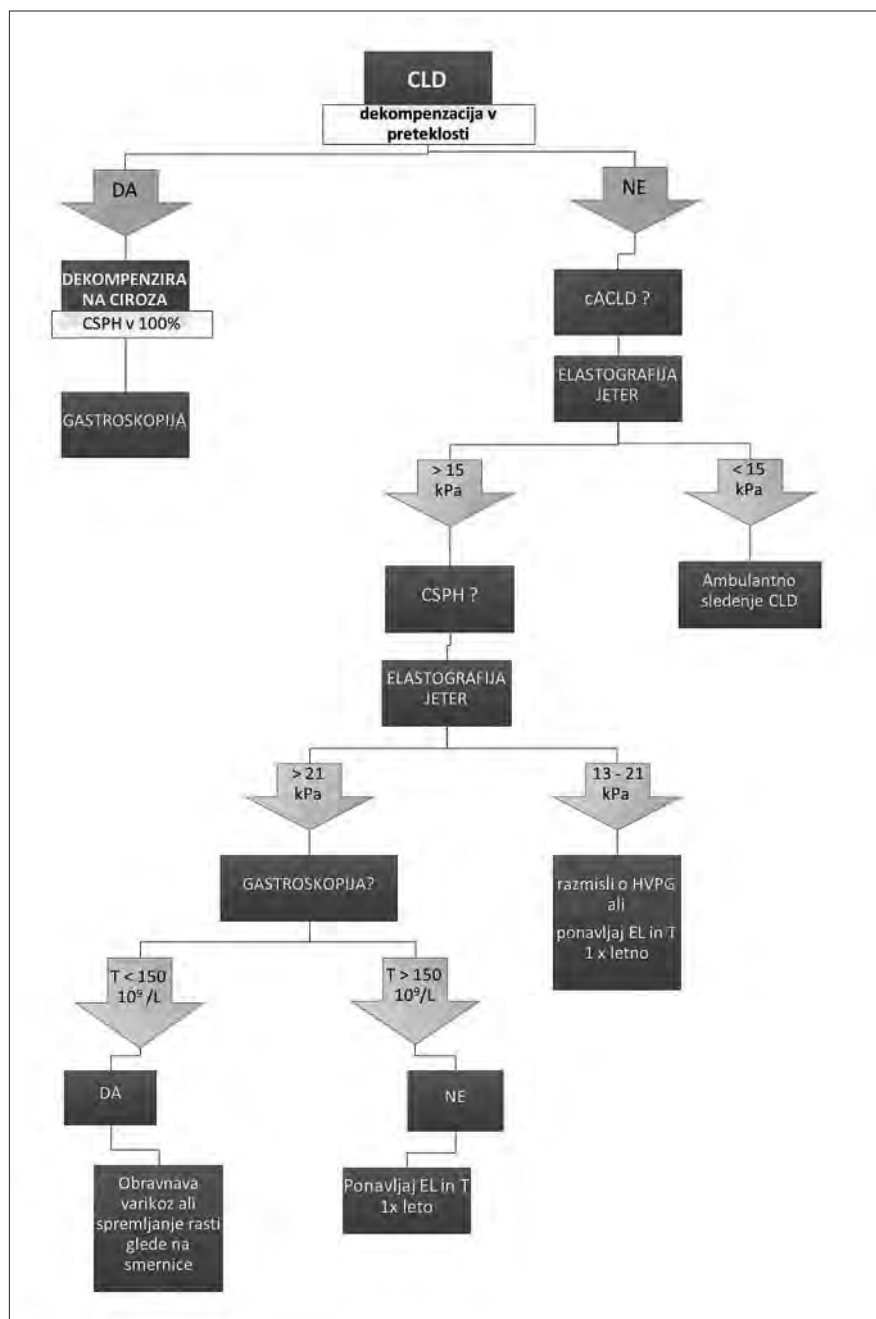 CLD
dekompenzacija v
preteklosti
DA
NE
DEKOMPENZIRA
NA CIROZA
CSPH v 100%
GASTROSKOPIJA
cACLD ?
ELASTOGRAFIJA
JETER
> 15
kPa
< 15
kPa
CSPH ?
Ambulantno
sledenje CLD
ELASTOGRAFIJA
JETER
> 21
kPa
13 - 21
kPa
GASTROSKOPIJA?
razmisli o HVPG
ali
ponavljaj EL in T
1 x letno
T < 150
10⁹ /L
T > 150
10⁹/L
DA
NE
Obravnava
varikoz ali
spremljanje rasti
glede na
smernice
Ponavljaj EL in T
1x leto